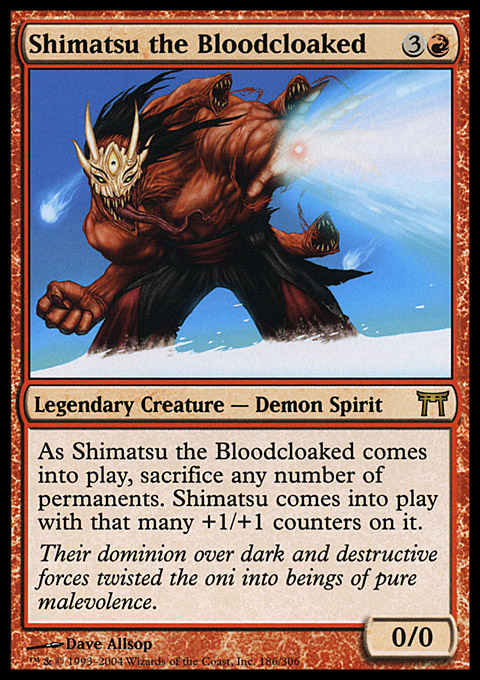 Shimatsu the Bloodcloaked 3
Legendary Creature — Demon Spirit
As Shimatsu the Bloodcloaked comes
into play, sacrifice any number of
permanents. Shimatsu comes into play
with that many +1/+1 counters on it.
Their dominion over dark and destructive
forces twisted the oni into beings of pure
malevolence.
Dave Allsop
™ & © 1993–2004 Wizards of the Coast, Inc. 186/306
0/0